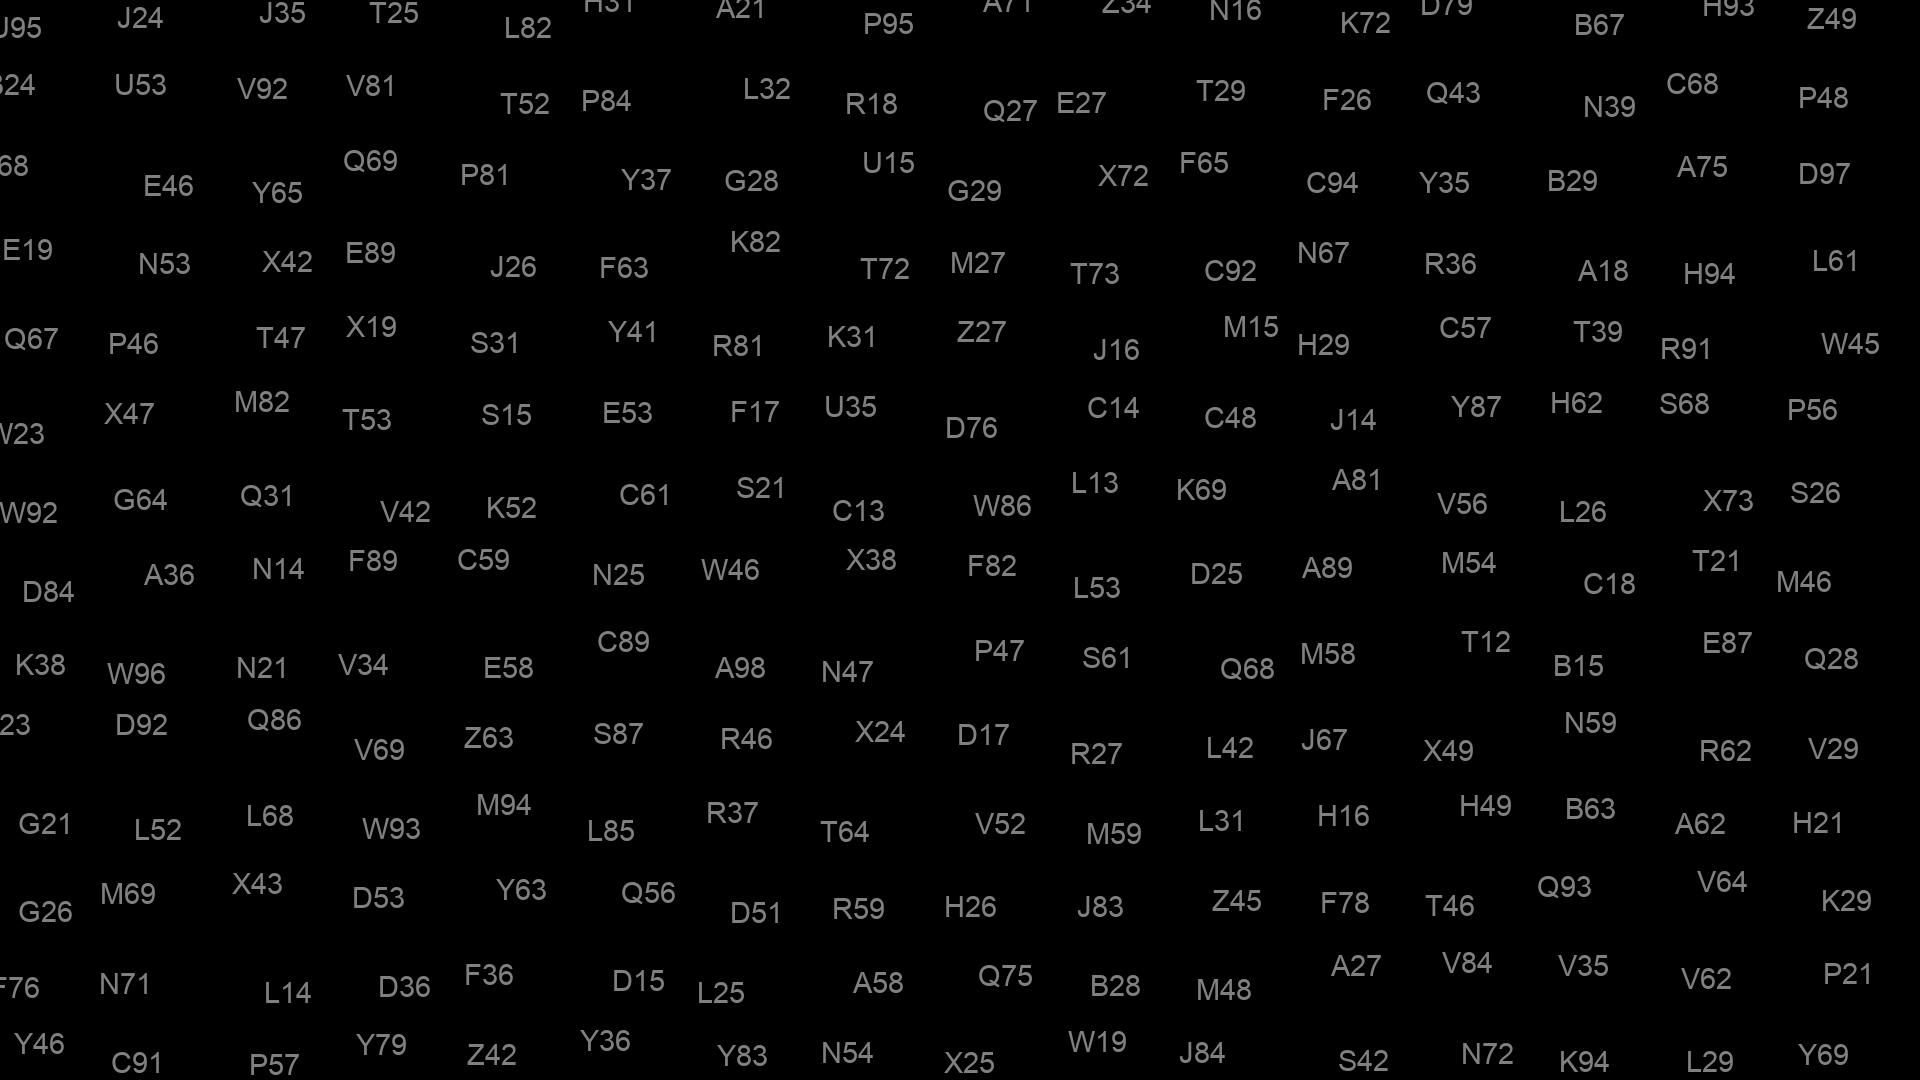 J24 J35 T25 L82 H31 A21 P95 A71 Z34 N16 K72 D79 B67 H93 Z49
U53 V92 V81 T52 P84 L32 R18 Q27 E27 T29 F26 Q43 N39 C68 P48
E46 Y65 Q69 P81 Y37 G28 U15 G29 X72 F65 C94 Y35 B29 A75 D97
E19 N53 X42 E89 J26 F63 K82 T72 M27 T73 C92 N67 R36 A18 H94 L61
Q67 P46 T47 X19 S31 Y41 R81 K31 Z27 J16 M15 H29 C57 T39 R91 W45
W23 X47 M82 T53 S15 E53 F17 U35 D76 C14 C48 J14 Y87 H62 S68 P56
W92 G64 Q31 V42 K52 C61 S21 C13 W86 L13 K69 A81 V56 L26 X73 S26
D84 A36 N14 F89 C59 N25 W46 X38 F82 L53 D25 A89 M54 C18 T21 M46
K38 W96 N21 V34 E58 C89 A98 N47 P47 S61 Q68 M58 T12 B15 E87 Q28
23 D92 Q86 V69 Z63 S87 R46 X24 D17 R27 L42 J67 X49 N59 R62 V29
G21 L52 L68 W93 M94 L85 R37 T64 V52 M59 L31 H16 H49 B63 A62 H21
G26 M69 X43 D53 Y63 Q56 D51 R59 H26 J83 Z45 F78 T46 Q93 V64 K29
F76 N71 L14 D36 F36 D15 L25 A58 Q75 B28 M48 A27 V84 V35 V62 P21
Y46 C91 P57 Y79 Z42 Y36 Y83 N54 X25 W19 J84 S42 N72 K94 L29 Y69